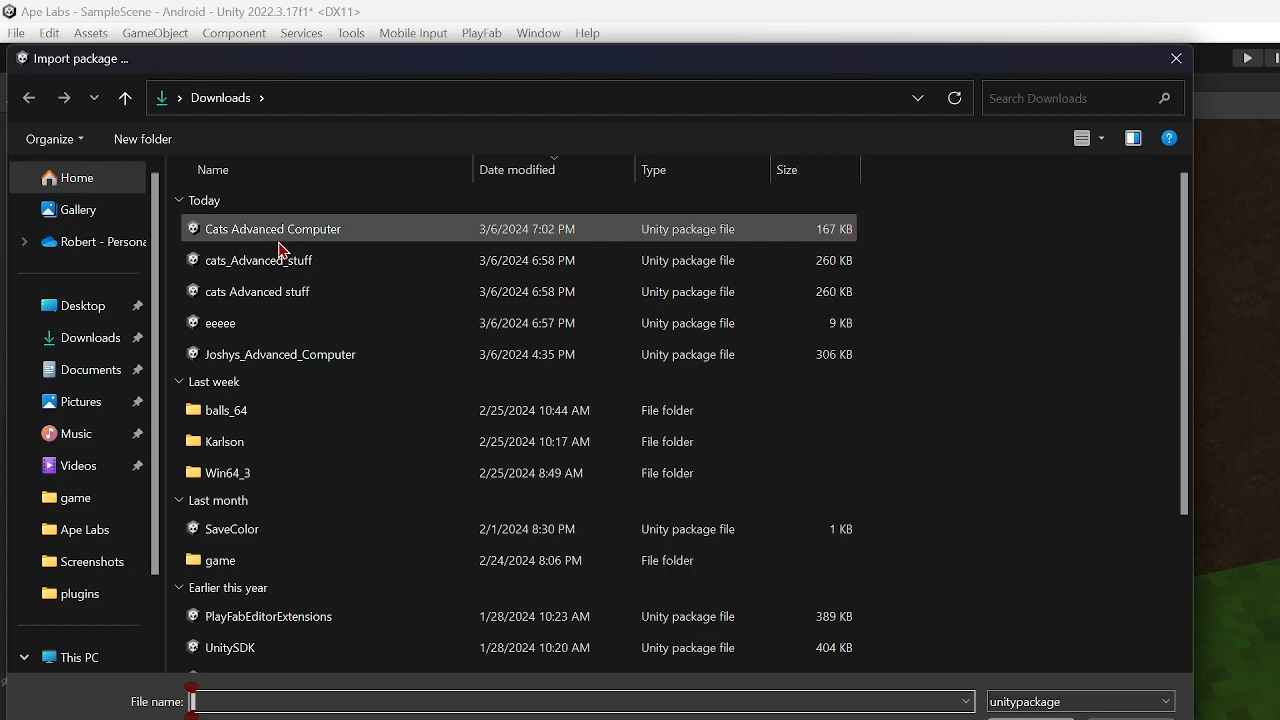 Ape Labs - SampleScene - Android - Unity 2022.3.17f1* <DX11>
File Edit Assets GameObject Component Services Tools Mobile Input PlayFab Window Help
Import package ...
Downloads
Search Downloads
Organize New folder
Home
Gallery
Robert - Persona
Desktop
Downloads
Documents
Pictures
Music
Videos
game
Ape Labs
Screenshots
plugins
This PC
Name Date modified Type Size
Today
Cats Advanced Computer 3/6/2024 7:02 PM Unity package file 167 KB
cats_Advanced_stuff 3/6/2024 6:58 PM Unity package file 260 KB
cats Advanced stuff 3/6/2024 6:58 PM Unity package file 260 KB
eeeee 3/6/2024 6:57 PM Unity package file 9 KB
Joshys_Advanced_Computer 3/6/2024 4:35 PM Unity package file 306 KB
Last week
balls_64 2/25/2024 10:44 AM File folder
Karlson 2/25/2024 10:17 AM File folder
Win64_3 2/25/2024 8:49 AM File folder
Last month
SaveColor 2/1/2024 8:30 PM Unity package file 1 KB
game 2/24/2024 8:06 PM File folder
Earlier this year
PlayFabEditorExtensions 1/28/2024 10:23 AM Unity package file 389 KB
UnitySDK 1/28/2024 10:20 AM Unity package file 404 KB
File name: unitypackage